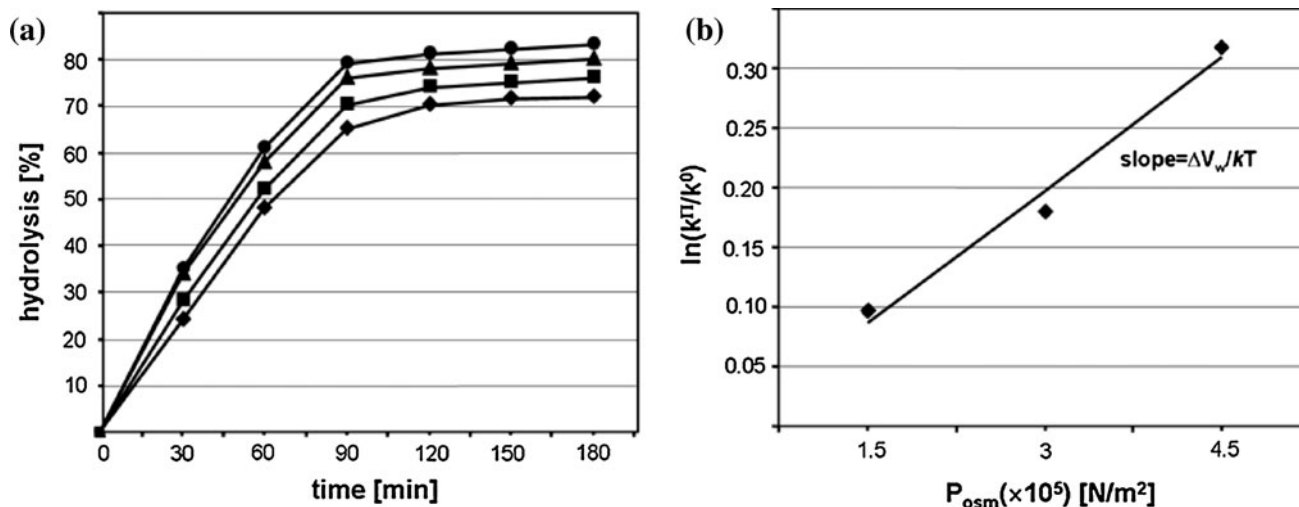 (a)
hydrolysis [%]
80
70
60
50
40
30
20
10
0 30 60 90 120 150 180
time [min]
(b)
ln(k^Π/k^0)
0.30
0.25
0.20
0.15
0.10
0.05
slope=ΔV_w/kT
1.5 3 4.5
P_osm(×10^5) [N/m^2]